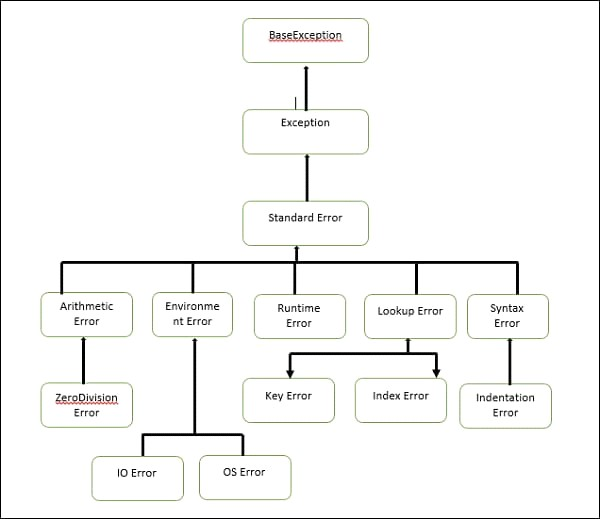 BaseException
Exception
Standard Error
Arithmetic
Error
Environme
nt Error
Runtime
Error
Lookup Error
Syntax
Error
ZeroDivision
Error
Key Error
Index Error
Indentation
Error
IO Error
OS Error